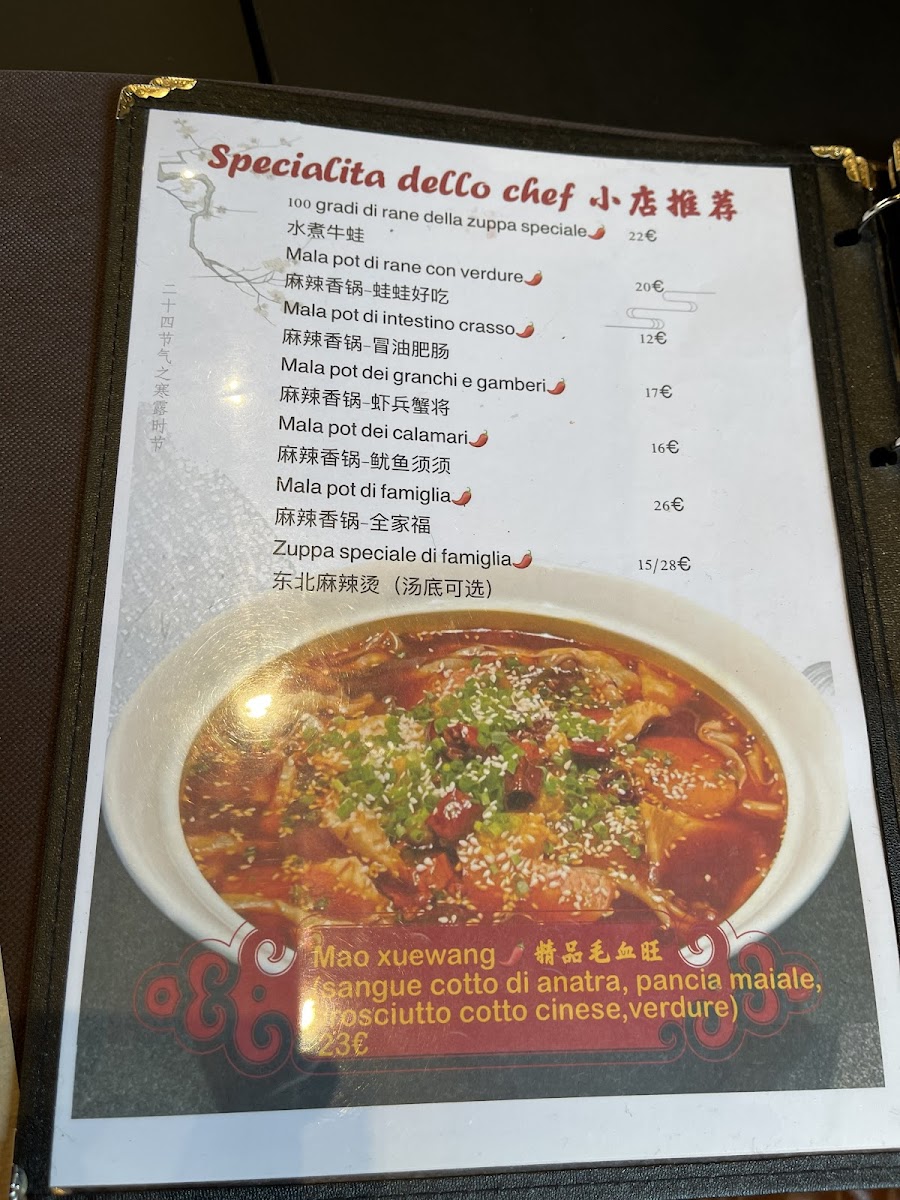 Specialita dello chef 小店推荐
100 gradi di rane della zuppa speciale 22€
水煮牛蛙
Mala pot di rane con verdure 20€
麻辣香锅-蛙蛙好吃
Mala pot di intestino crasso 12€
麻辣香锅-冒油肥肠
Mala pot dei granchi e gamberi 17€
麻辣香锅-虾兵蟹将
Mala pot dei calamari 16€
麻辣香锅-鱿鱼须须
Mala pot di famiglia 26€
麻辣香锅-全家福
Zuppa speciale di famiglia 15/28€
东北麻辣烫（汤底可选）
二十四节气之寒露时节
Mao xuewang 精品毛血旺
(sangue cotto di anatra, pancia maiale,
prosciutto cotto cinese,verdure)
23€